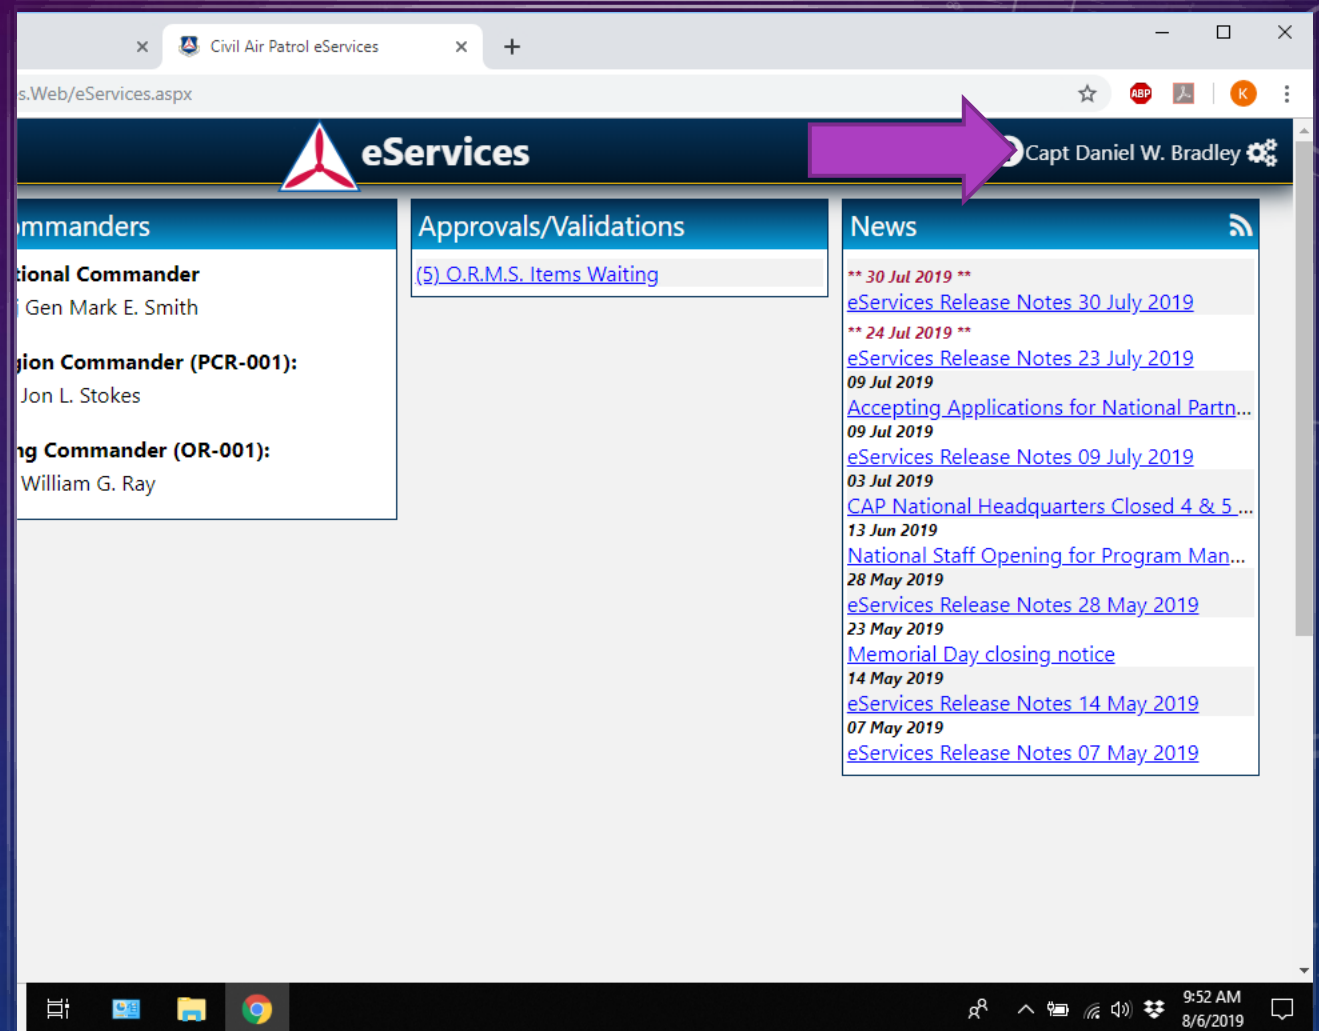 Civil Air Patrol eServices
s.Web/eServices.aspx
ABP
K
eServices
Capt Daniel W. Bradley
mmanders
tional Commander
Gen Mark E. Smith
gion Commander (PCR-001):
Jon L. Stokes
ng Commander (OR-001):
William G. Ray
Approvals/Validations
(5) O.R.M.S. Items Waiting
News
** 30 Jul 2019 **
eServices Release Notes 30 July 2019
** 24 Jul 2019 **
eServices Release Notes 23 July 2019
09 Jul 2019
Accepting Applications for National Partn...
09 Jul 2019
eServices Release Notes 09 July 2019
03 Jul 2019
CAP National Headquarters Closed 4 & 5 ...
13 Jun 2019
National Staff Opening for Program Man...
28 May 2019
eServices Release Notes 28 May 2019
23 May 2019
Memorial Day closing notice
14 May 2019
eServices Release Notes 14 May 2019
07 May 2019
eServices Release Notes 07 May 2019
9:52 AM
8/6/2019